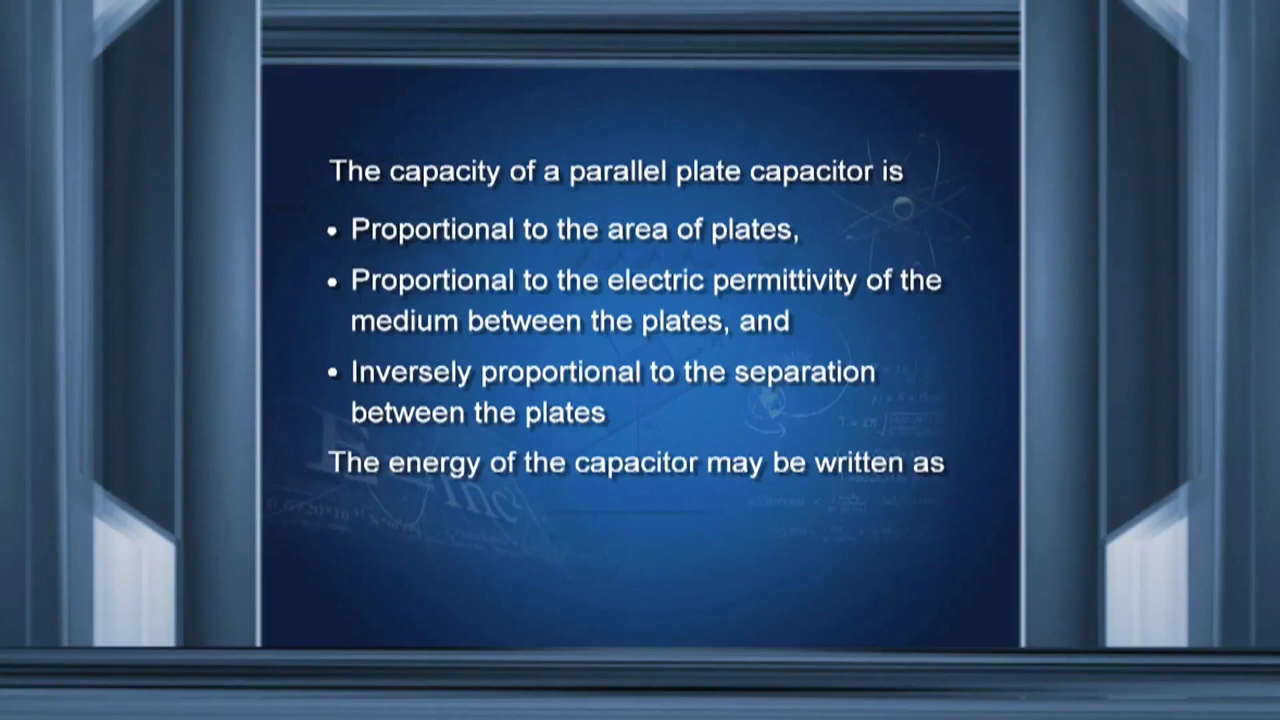 The capacity of a parallel plate capacitor is
• Proportional to the area of plates,
• Proportional to the electric permittivity of the
medium between the plates, and
• Inversely proportional to the separation
between the plates
The energy of the capacitor may be written as
E
mc²